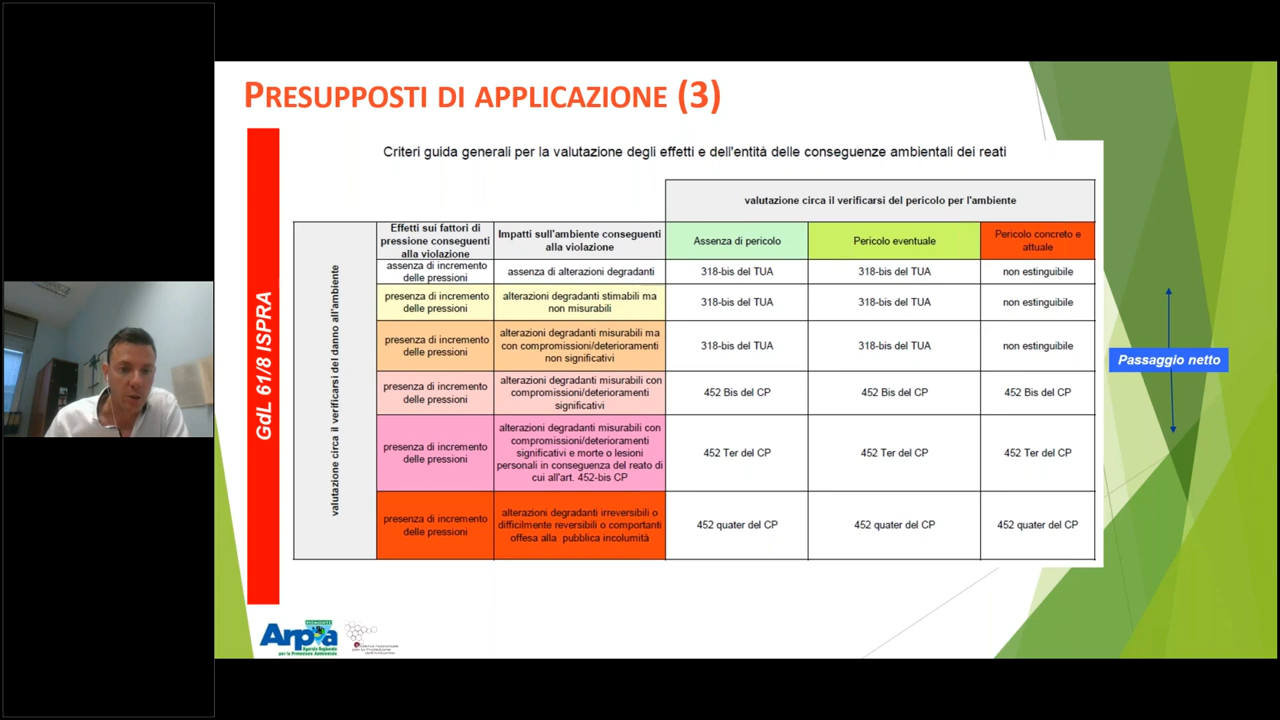 PRESUPPOSTI DI APPLICAZIONE (3)
GdL 61/8 ISPRA
Criteri guida generali per la valutazione degli effetti e dell'entità delle conseguenze ambientali dei reati
valutazione circa il verificarsi del pericolo per l'ambiente
valutazione circa il verificarsi del danno all'ambiente
Effetti sui fattori di
pressione conseguenti
alla violazione
Impatti sull'ambiente conseguenti
alla violazione
Assenza di pericolo
Pericolo eventuale
Pericolo concreto e
attuale
assenza di incremento
delle pressioni
assenza di alterazioni degradanti
318-bis del TUA
318-bis del TUA
non estinguibile
presenza di incremento
delle pressioni
alterazioni degradanti stimabili ma
non misurabili
318-bis del TUA
318-bis del TUA
non estinguibile
presenza di incremento
delle pressioni
alterazioni degradanti misurabili ma
con compromissioni/deterioramenti
non significativi
318-bis del TUA
318-bis del TUA
non estinguibile
presenza di incremento
delle pressioni
alterazioni degradanti misurabili con
compromissioni/deterioramenti
significativi
452 Bis del CP
452 Bis del CP
452 Bis del CP
presenza di incremento
delle pressioni
alterazioni degradanti misurabili con
compromissioni/deterioramenti
significativi e morte o lesioni
personali in conseguenza del reato di
cui all'art. 452-bis CP
452 Ter del CP
452 Ter del CP
452 Ter del CP
presenza di incremento
delle pressioni
alterazioni degradanti irreversibili o
difficilmente reversibili o comportanti
offesa alla pubblica incolumità
452 quater del CP
452 quater del CP
452 quater del CP
Passaggio netto
PIEMONTE
Arpa
Agenzia Regionale
per la Protezione Ambientale